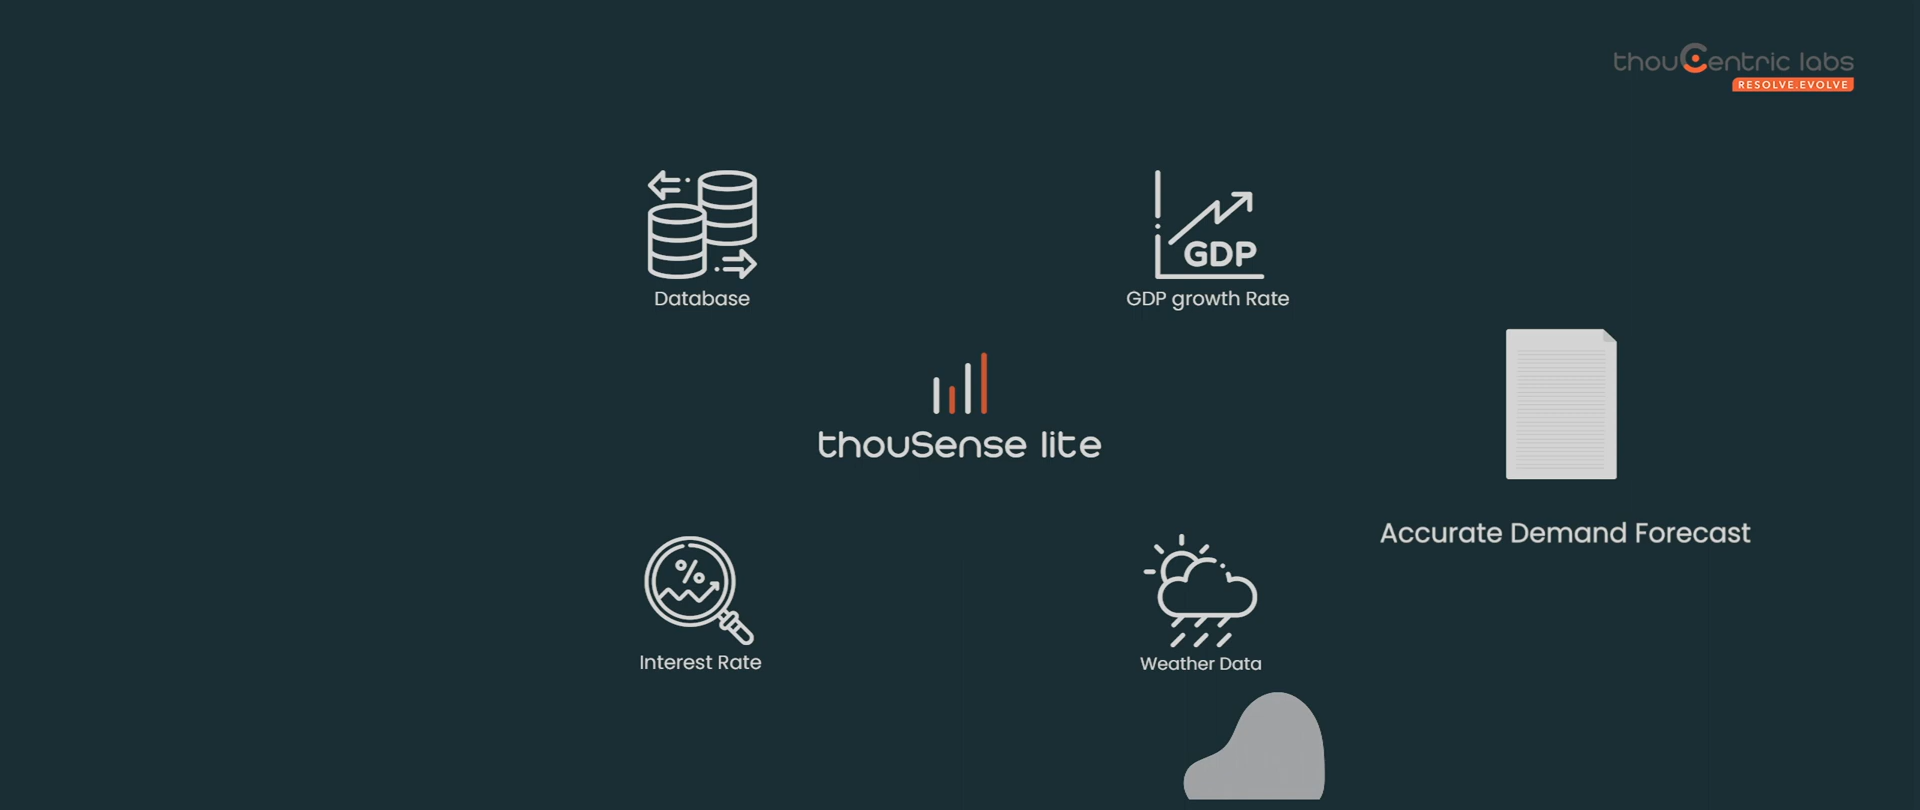 thouCentric labs
RESOLVE.EVOLVE
Database
GDP
GDP growth Rate
thouSense lite
Accurate Demand Forecast
%
Interest Rate
Weather Data